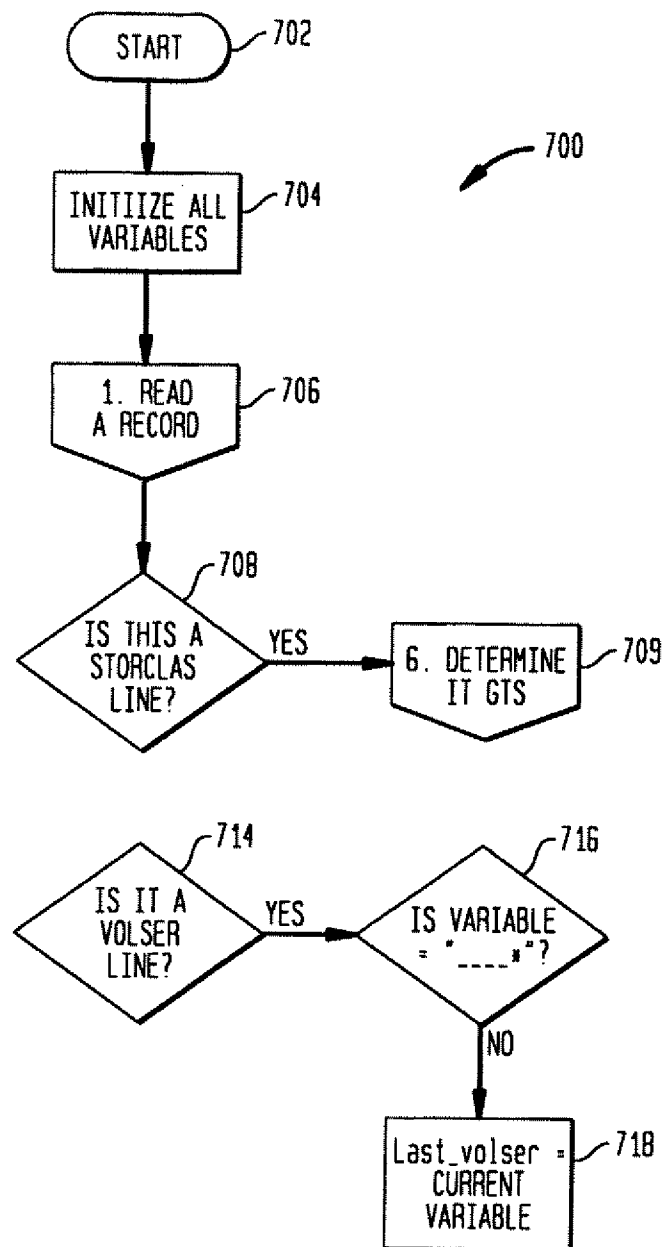 START
702
700
INITIIZE ALL
VARIABLES
704
1. READ
A RECORD
706
708
IS THIS A
STORCLAS
LINE?
YES
6. DETERMINE
IT GTS
709
714
IS IT A
VOLSER
LINE?
YES
716
IS VARIABLE
= "____*"?
NO
Last_volser =
CURRENT
VARIABLE
718